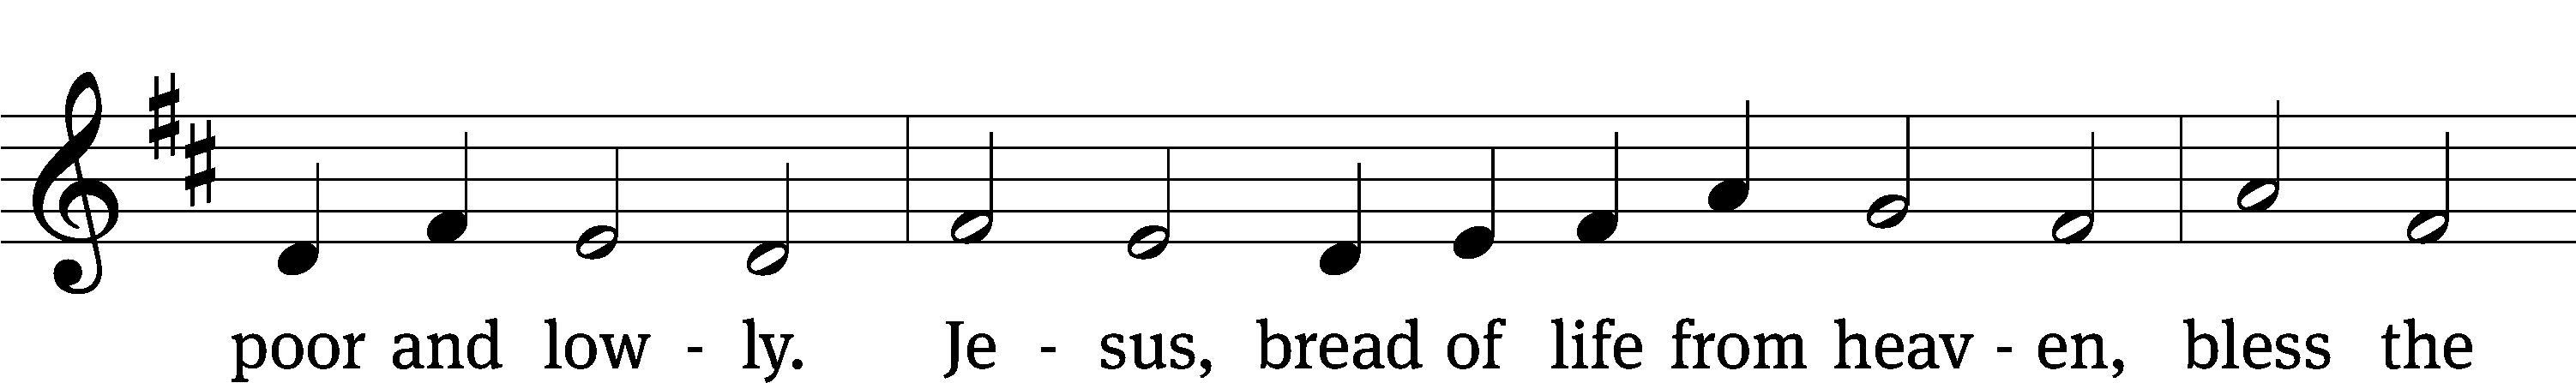 poor and low - ly. Je - sus, bread of life from heav - en, bless the